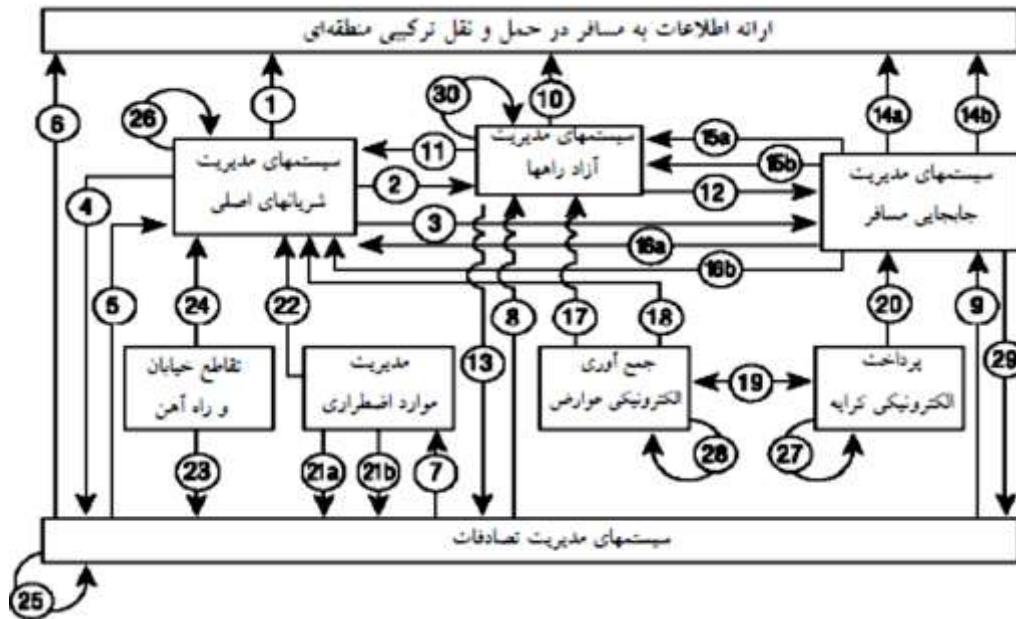 ارائه اطلاعات به مسافر در حمل و نقل ترکیبی منطقه‌ای
6
1
10
14a
14b
26
30
سیستمهای مدیریت
شریانهای اصلی
سیستمهای مدیریت
آزاد راهها
سیستمهای مدیریت
جابجایی مسافر
11
2
3
15a
15b
12
16a
16b
4
5
24
22
13
8
17
18
20
9
29
تقاطع خیابان
و راه آهن
مدیریت
موارد اضطراری
جمع آوری
الکترونیکی عوارض
19
پرداخت
الکترونیکی کرایه
23
21a
21b
7
28
27
سیستمهای مدیریت تصادفات
25